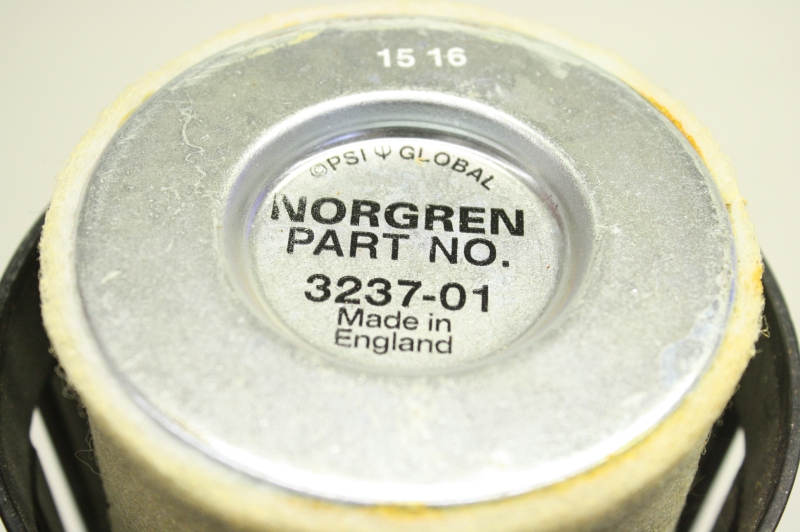 15 16
©PSI Ψ GLOBAL
NORGREN
PART NO.
3237-01
Made in
England